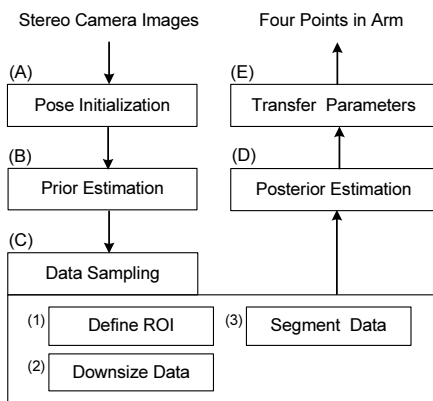 Stereo Camera Images
Four Points in Arm
(A)
Pose Initialization
(E)
Transfer Parameters
(B)
Prior Estimation
(D)
Posterior Estimation
(C)
Data Sampling
(1) Define ROI
(3) Segment Data
(2) Downsize Data